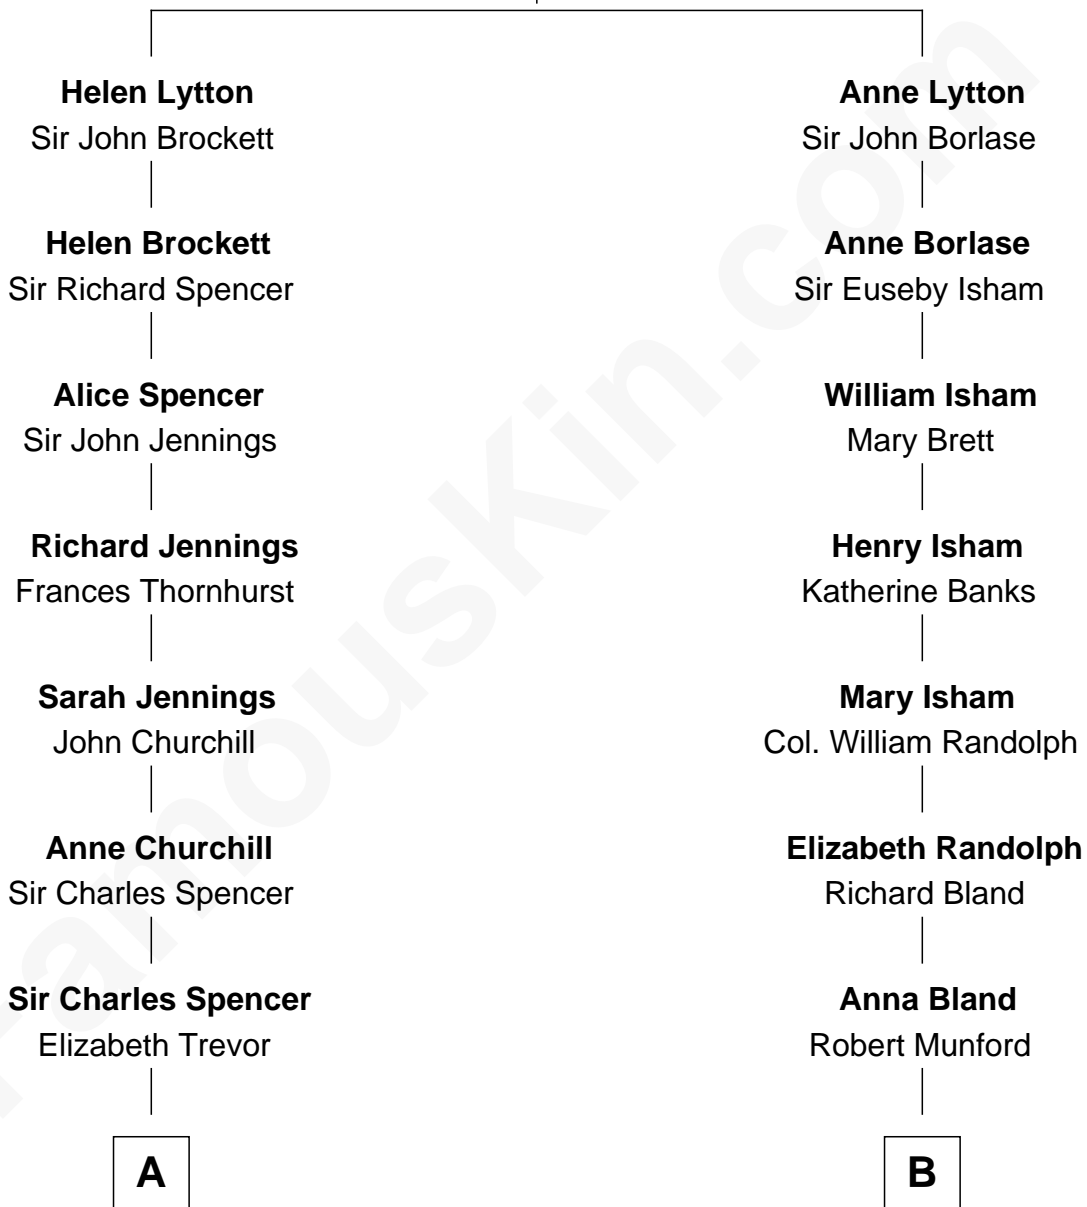 Helen Lytton
Sir John Brockett
Helen Brockett
Sir Richard Spencer
Alice Spencer
Sir John Jennings
Richard Jennings
Frances Thornhurst
Sarah Jennings
John Churchill
Anne Churchill
Sir Charles Spencer
Sir Charles Spencer
Elizabeth Trevor
A
Anne Lytton
Sir John Borlase
Anne Borlase
Sir Euseby Isham
William Isham
Mary Brett
Henry Isham
Katherine Banks
Mary Isham
Col. William Randolph
Elizabeth Randolph
Richard Bland
Anna Bland
Robert Munford
B
FamousKin.com